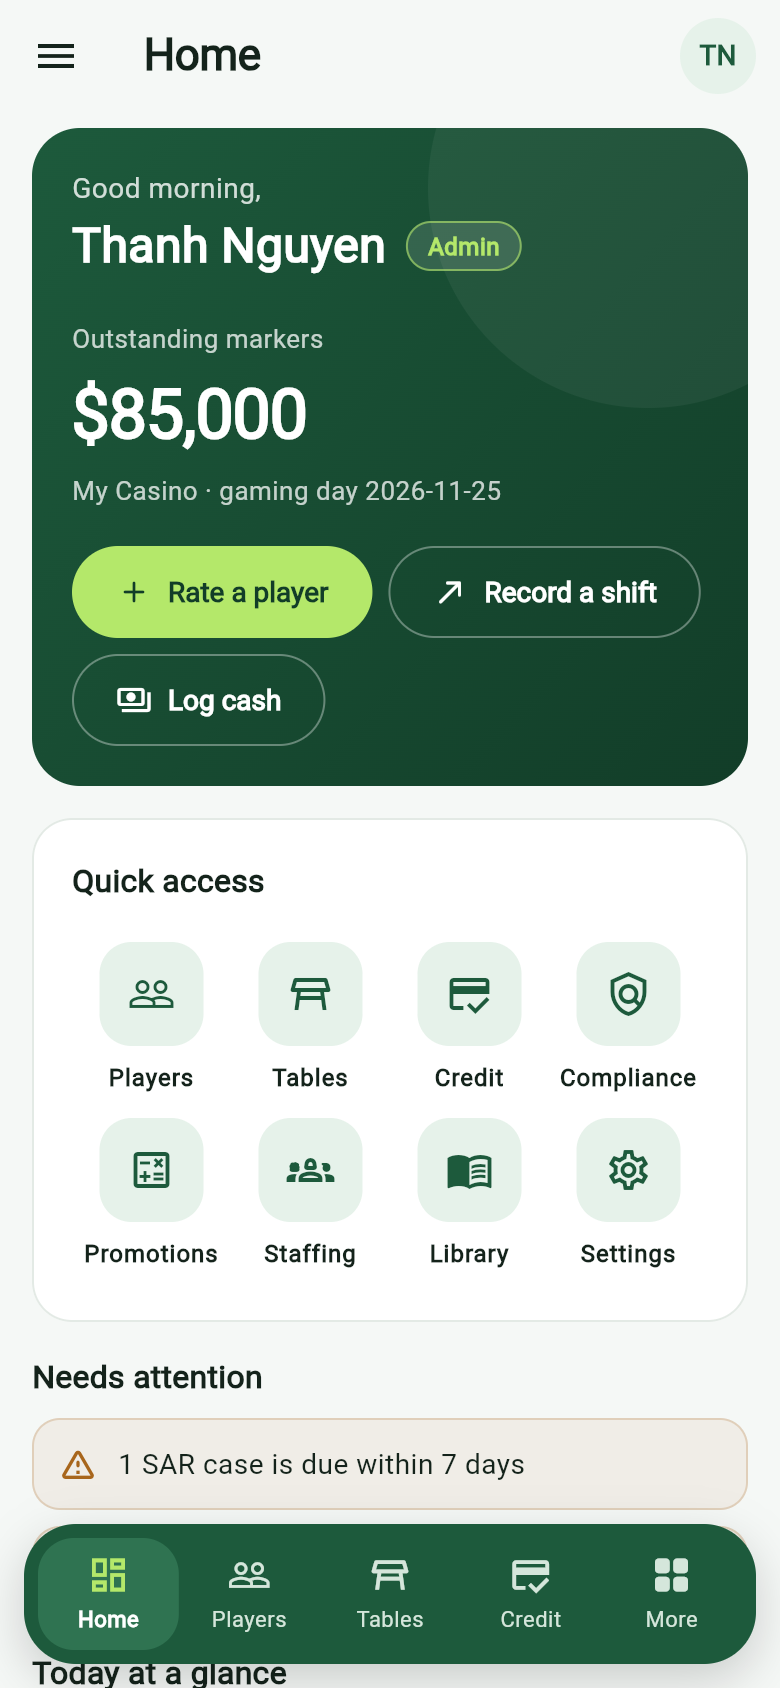 Home
TN
Good morning,
Thanh Nguyen
Admin
Outstanding markers
$85,000
My Casino · gaming day 2026-11-25
Rate a player
Record a shift
Log cash
Quick access
Players
Tables
Credit
Compliance
Promotions
Staffing
Library
Settings
Needs attention
1 SAR case is due within 7 days
Home
Players
Tables
Credit
More
Today at a glance